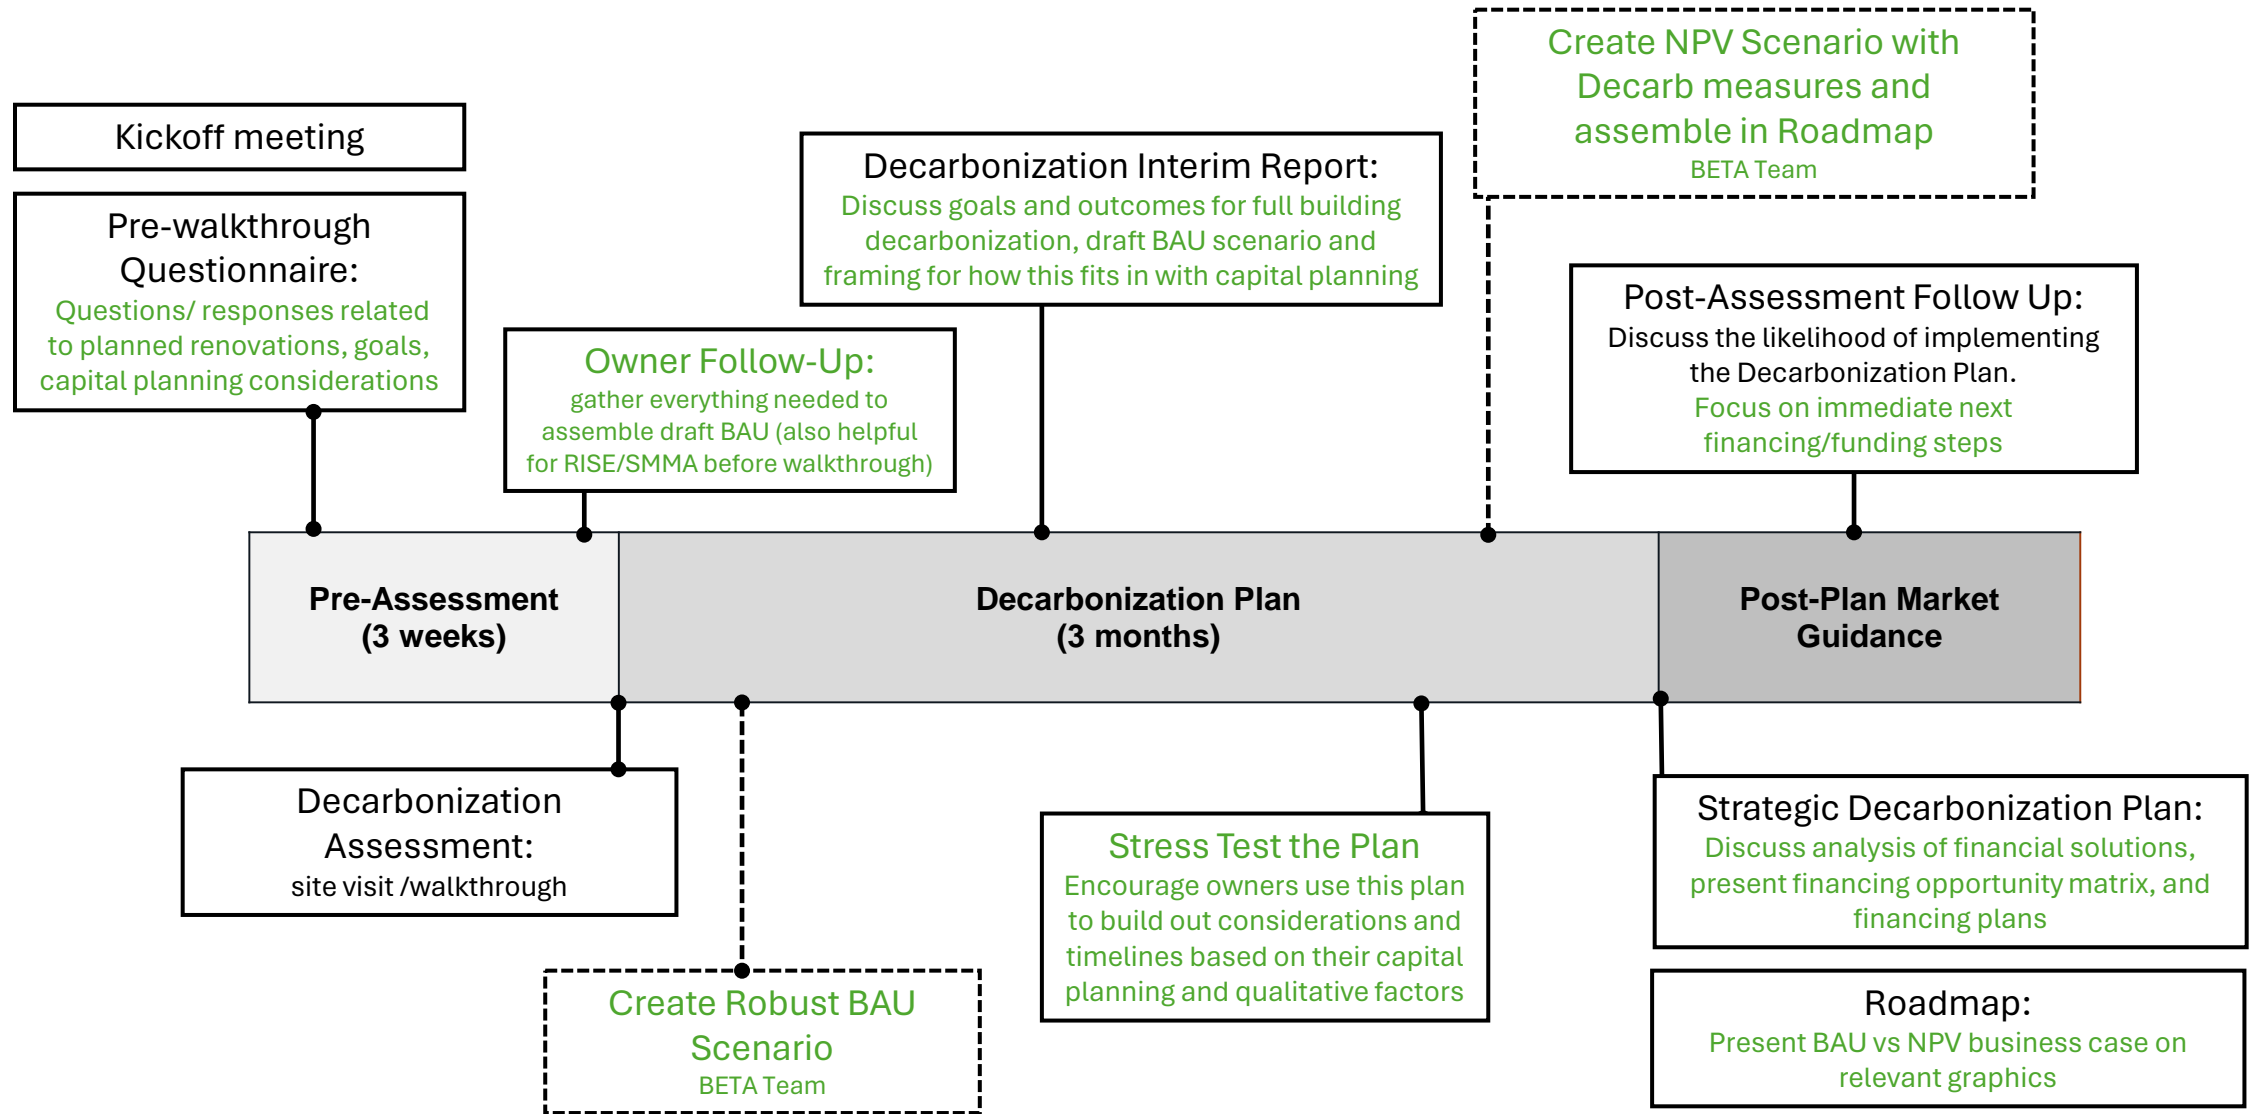 Create NPV Scenario with
Decarb measures and
assemble in Roadmap
BETA Team
Kickoff meeting
Pre-walkthrough
Questionnaire:
Questions/ responses related
to planned renovations, goals,
capital planning considerations
Decarbonization Interim Report:
Discuss goals and outcomes for full building
decarbonization, draft BAU scenario and
framing for how this fits in with capital planning
Owner Follow-Up:
gather everything needed to
assemble draft BAU (also helpful
for RISE/SMMA before walkthrough)
Post-Assessment Follow Up:
Discuss the likelihood of implementing
the Decarbonization Plan.
Focus on immediate next
financing/funding steps
Pre-Assessment
(3 weeks)
Decarbonization Plan
(3 months)
Post-Plan Market
Guidance
Decarbonization
Assessment:
site visit /walkthrough
Create Robust BAU
Scenario
BETA Team
Stress Test the Plan
Encourage owners use this plan
to build out considerations and
timelines based on their capital
planning and qualitative factors
Strategic Decarbonization Plan:
Discuss analysis of financial solutions,
present financing opportunity matrix, and
financing plans
Roadmap:
Present BAU vs NPV business case on
relevant graphics